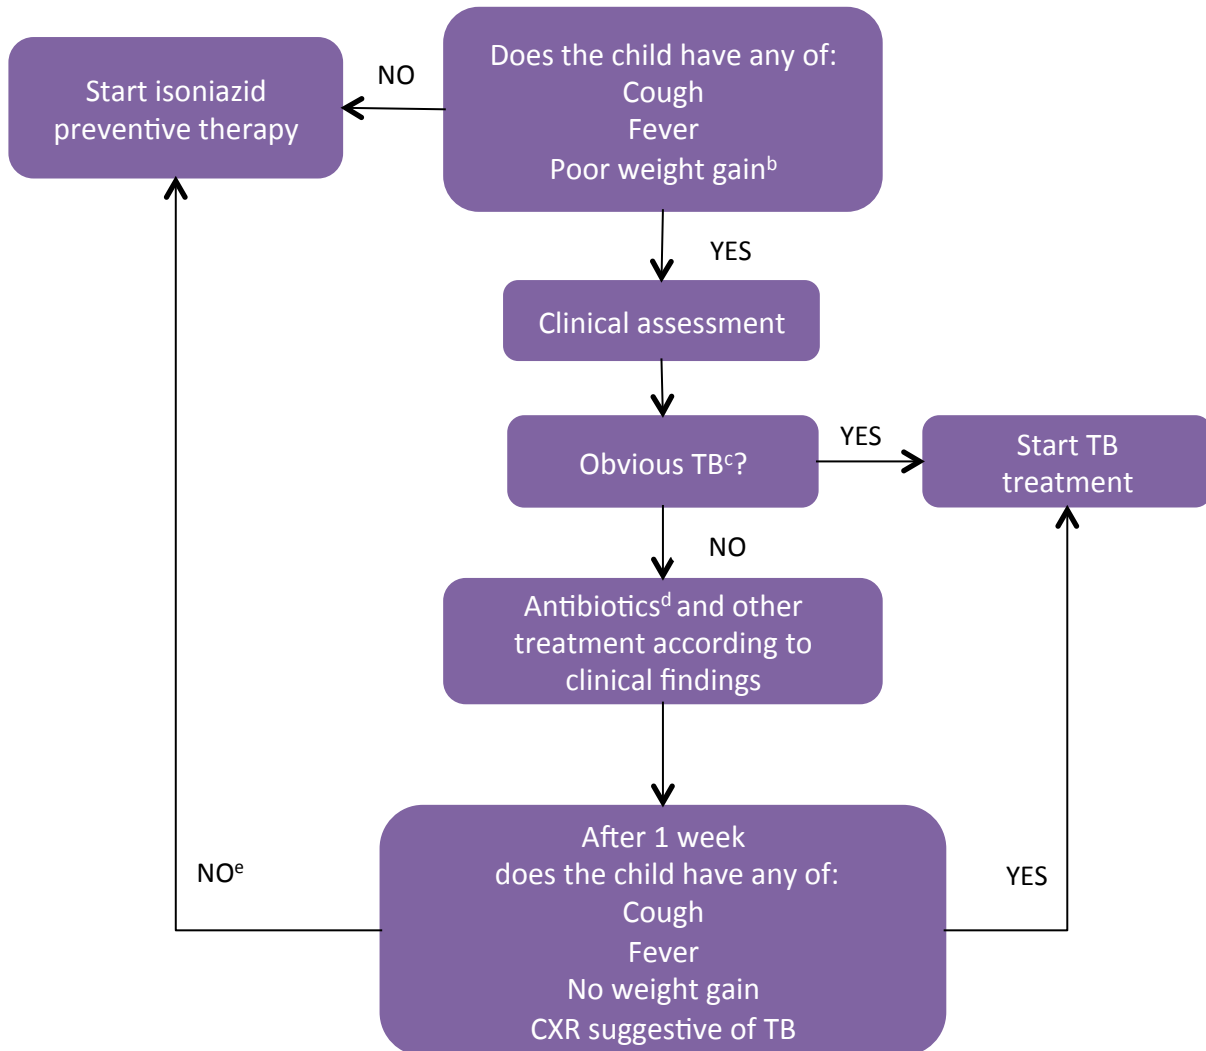 Does the child have any of:
Cough
Fever
Poor weight gainᵇ
NO
Start isoniazid
preventive therapy
YES
Clinical assessment
Obvious TBᶜ?
YES
Start TB
treatment
NO
Antibioticsᵈ and other
treatment according to
clinical findings
After 1 week
does the child have any of:
Cough
Fever
No weight gain
CXR suggestive of TB
NOᵉ
YES